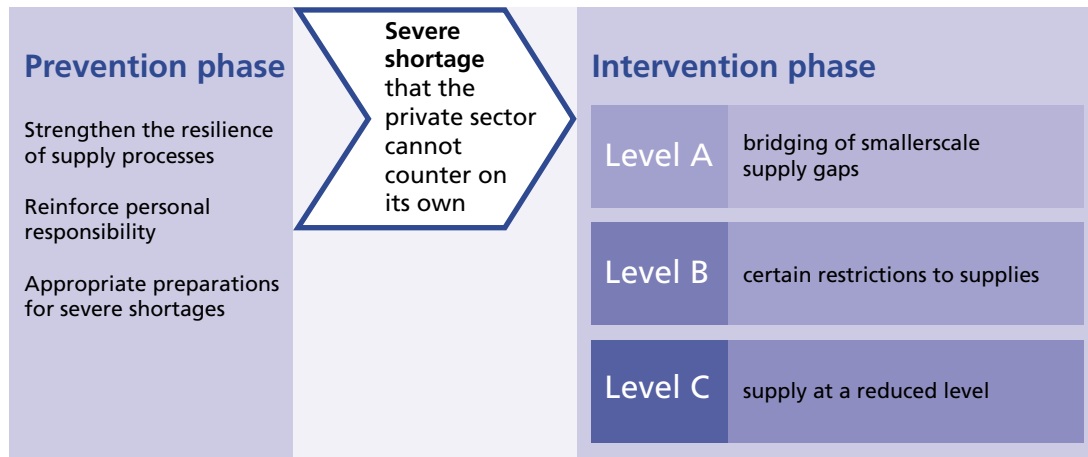 Prevention phase
Strengthen the resilience
of supply processes
Reinforce personal
responsibility
Appropriate preparations
for severe shortages
Severe
shortage
that the
private sector
cannot
counter on
its own
Intervention phase
Level A
bridging of smallerscale
supply gaps
Level B
certain restrictions to supplies
Level C
supply at a reduced level